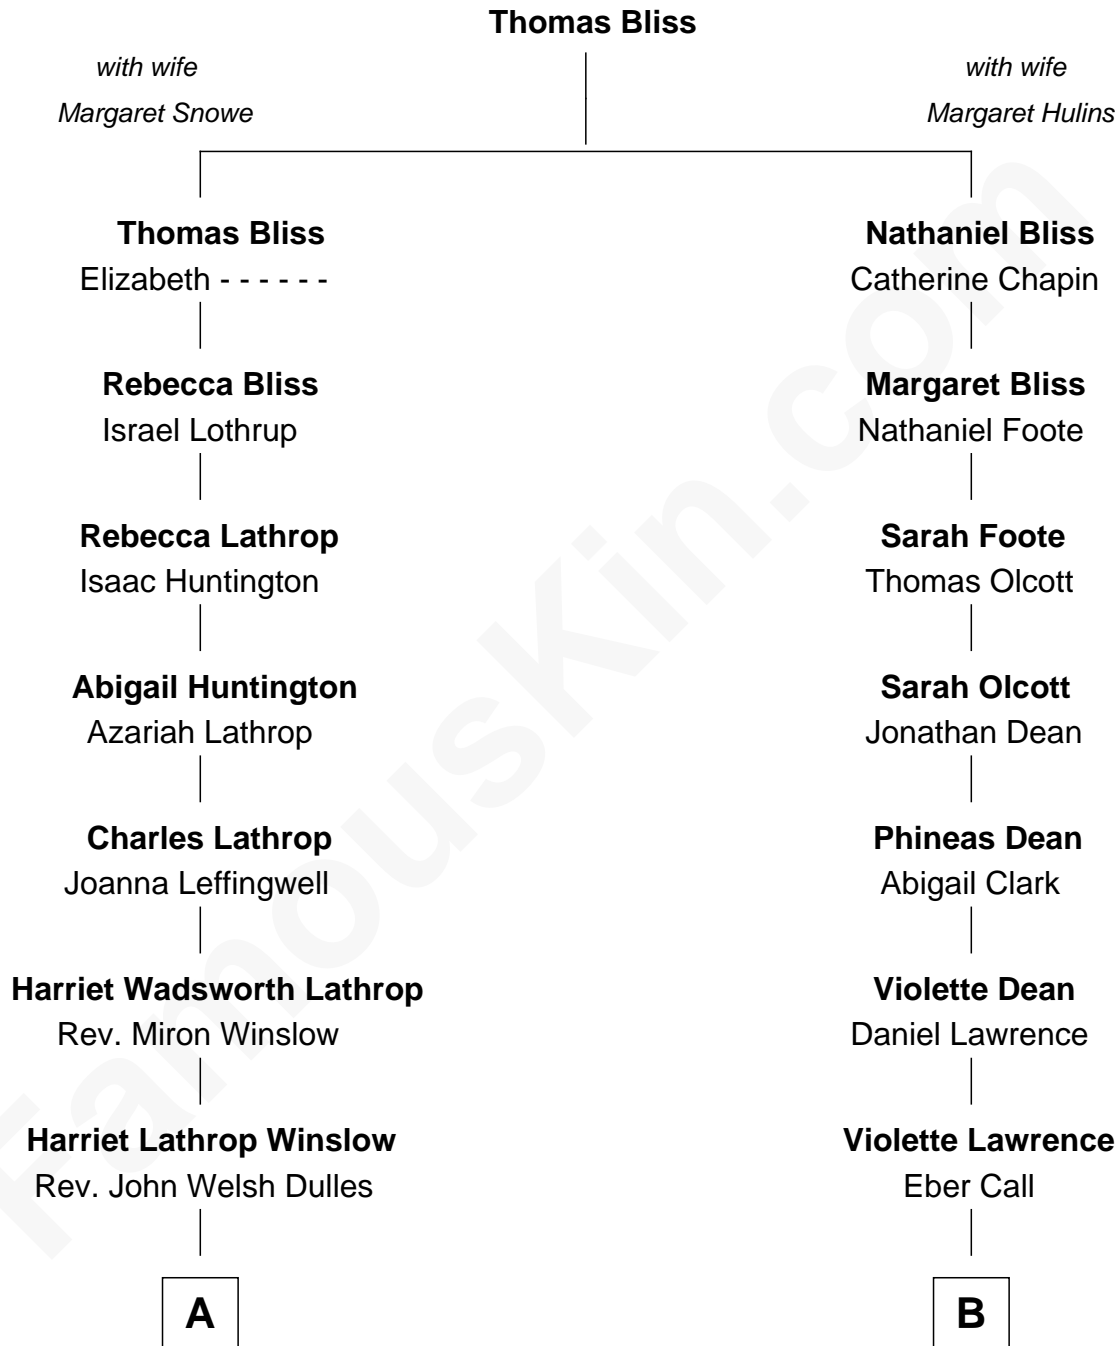 Thomas Bliss
with wife
Margaret Snowe
with wife
Margaret Hulins
Thomas Bliss
Elizabeth - - - - - -
Nathaniel Bliss
Catherine Chapin
Rebecca Bliss
Israel Lothrup
Margaret Bliss
Nathaniel Foote
Rebecca Lathrop
Isaac Huntington
Sarah Foote
Thomas Olcott
Abigail Huntington
Azariah Lathrop
Sarah Olcott
Jonathan Dean
Charles Lathrop
Joanna Leffingwell
Phineas Dean
Abigail Clark
Harriet Wadsworth Lathrop
Rev. Miron Winslow
Violette Dean
Daniel Lawrence
Harriet Lathrop Winslow
Rev. John Welsh Dulles
Violette Lawrence
Eber Call
A
B
FamousKin.com